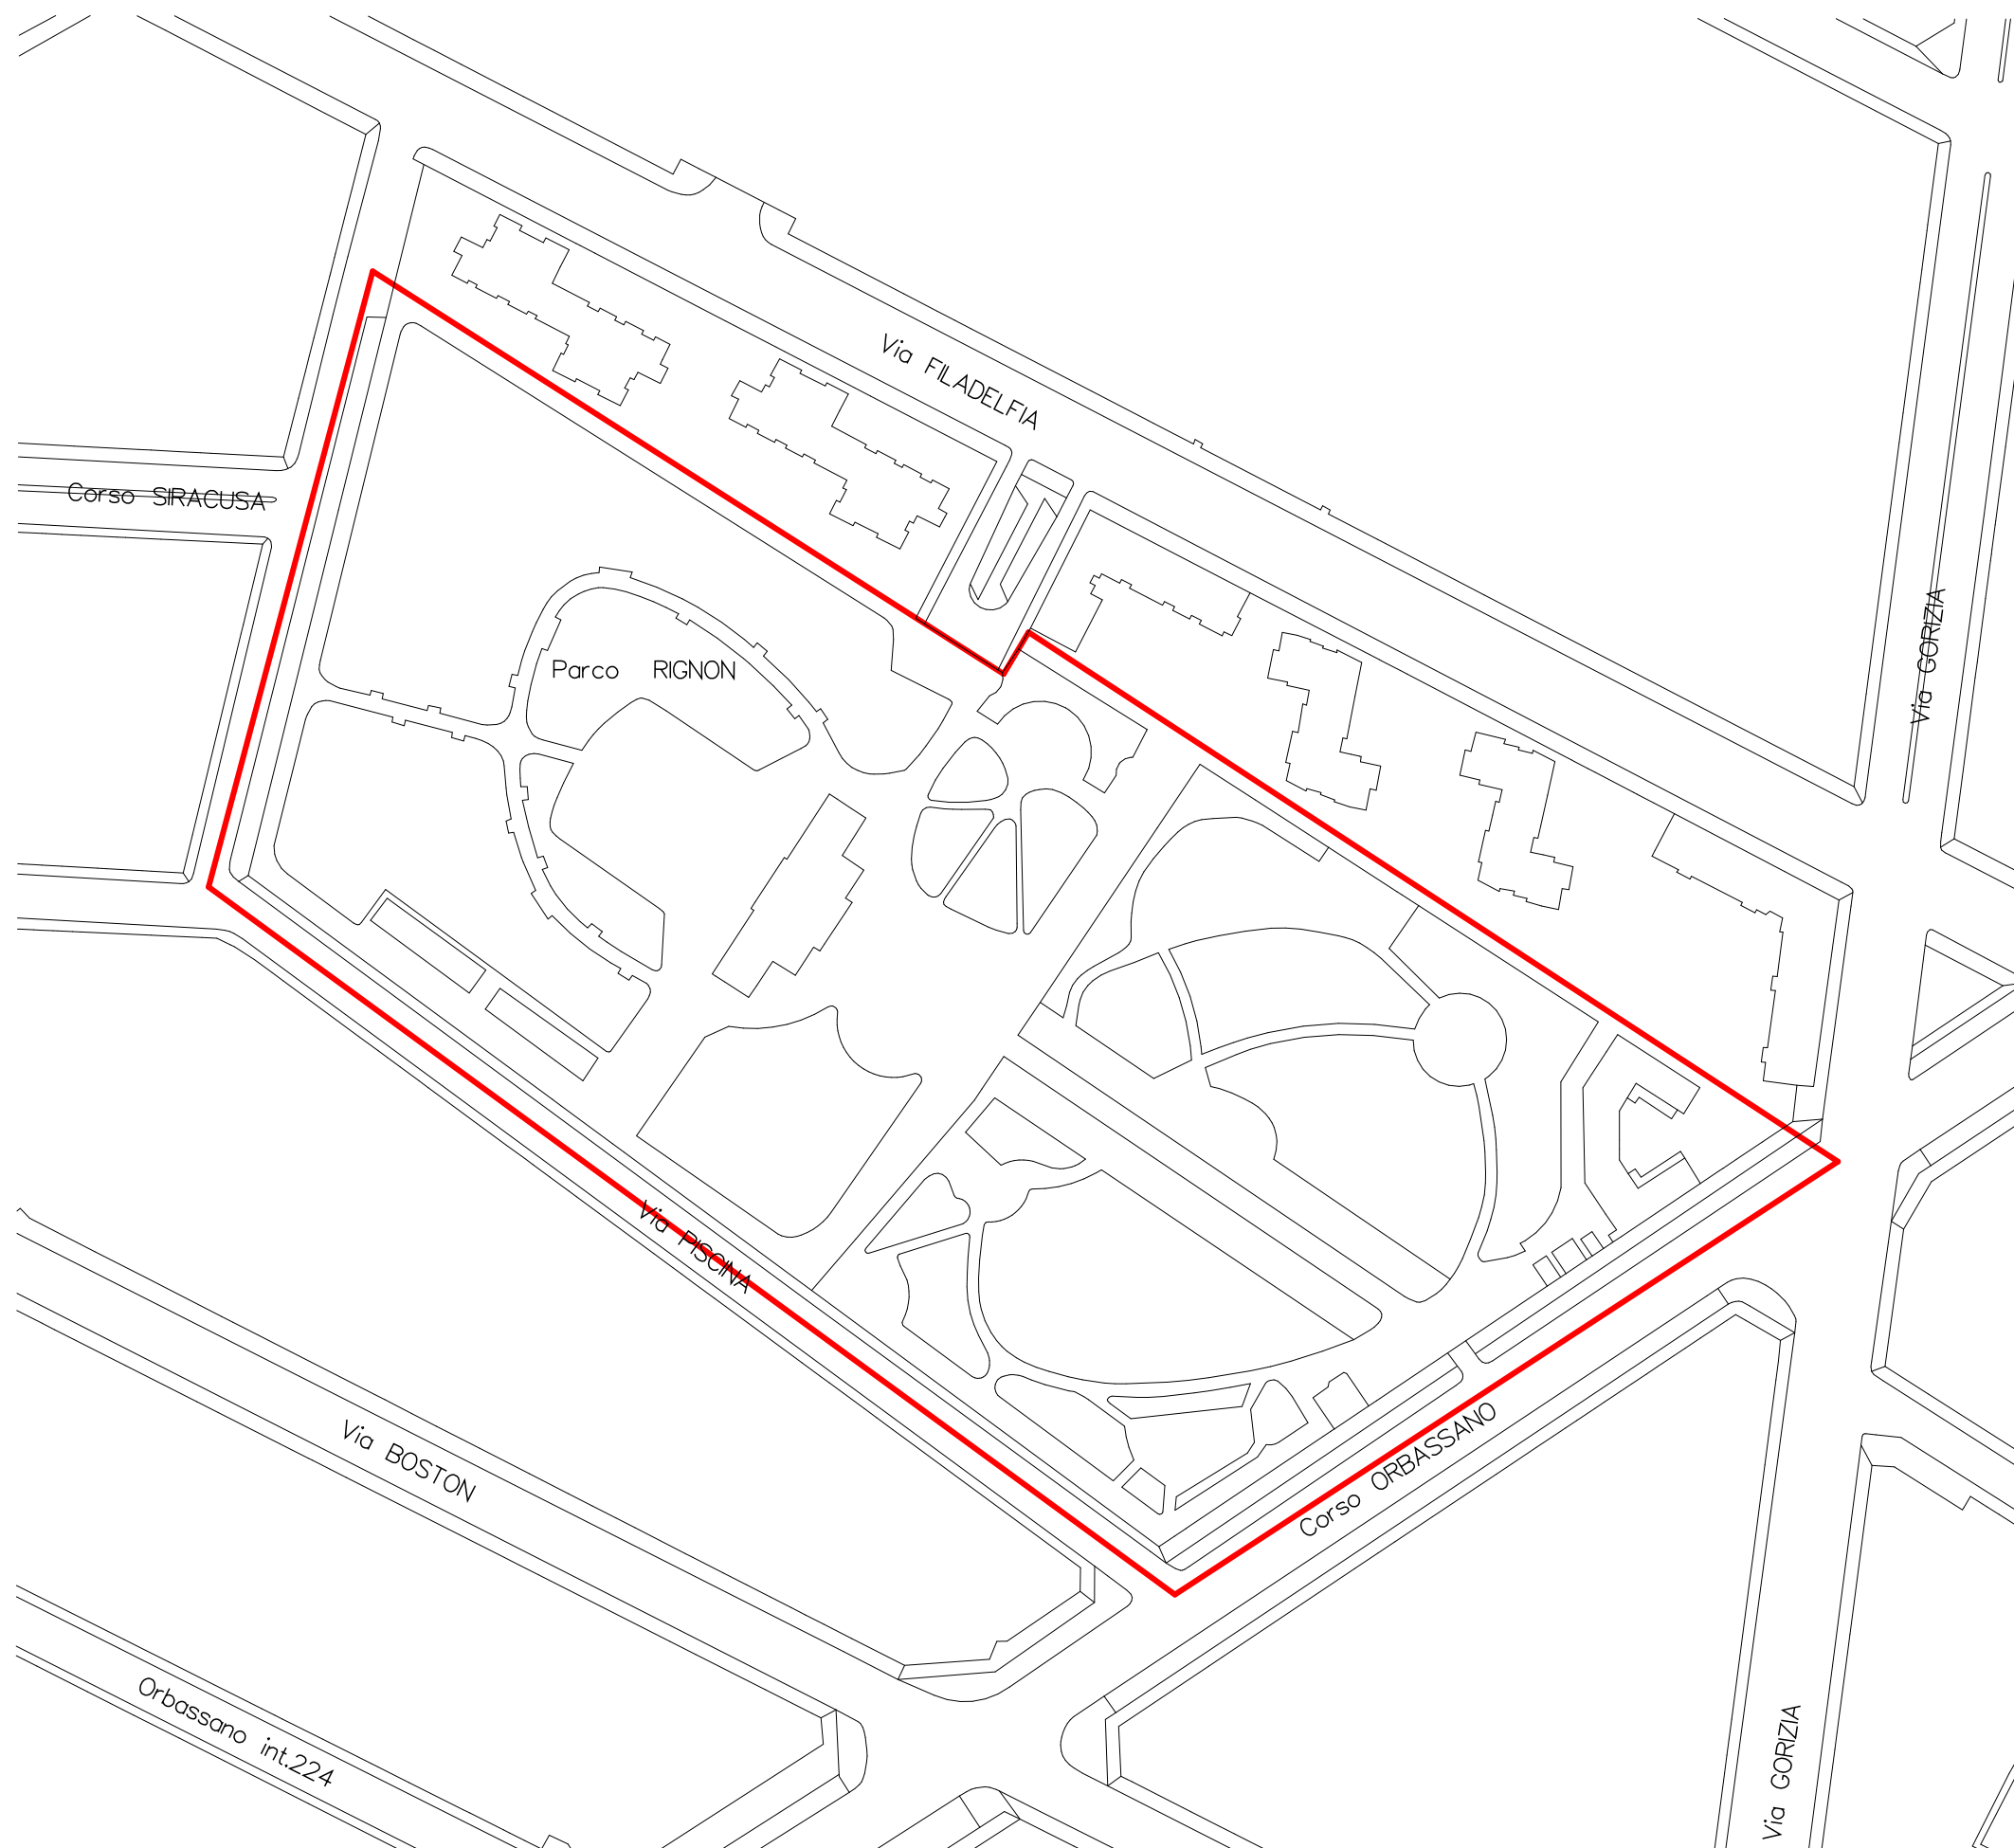 Via FILADELFIA
Corso SIRACUSA
Via GORIZIA
Parco RIGNON
Via PISCINA
Via BOSTON
Corso ORBASSANO
Orbassano int.224
Via GORIZIA